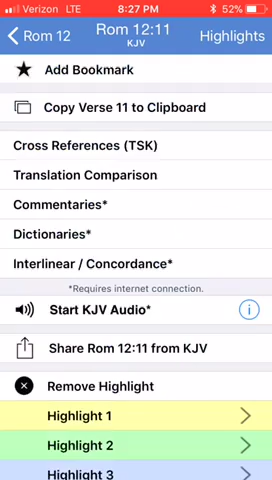 Verizon LTE 8:27 PM 52%
Rom 12 Rom 12:11 Highlights
KJV
Add Bookmark
Copy Verse 11 to Clipboard
Cross References (TSK)
Translation Comparison
Commentaries*
Dictionaries*
Interlinear / Concordance*
*Requires internet connection.
Start KJV Audio*
Share Rom 12:11 from KJV
Remove Highlight
Highlight 1
Highlight 2
Highlight 3